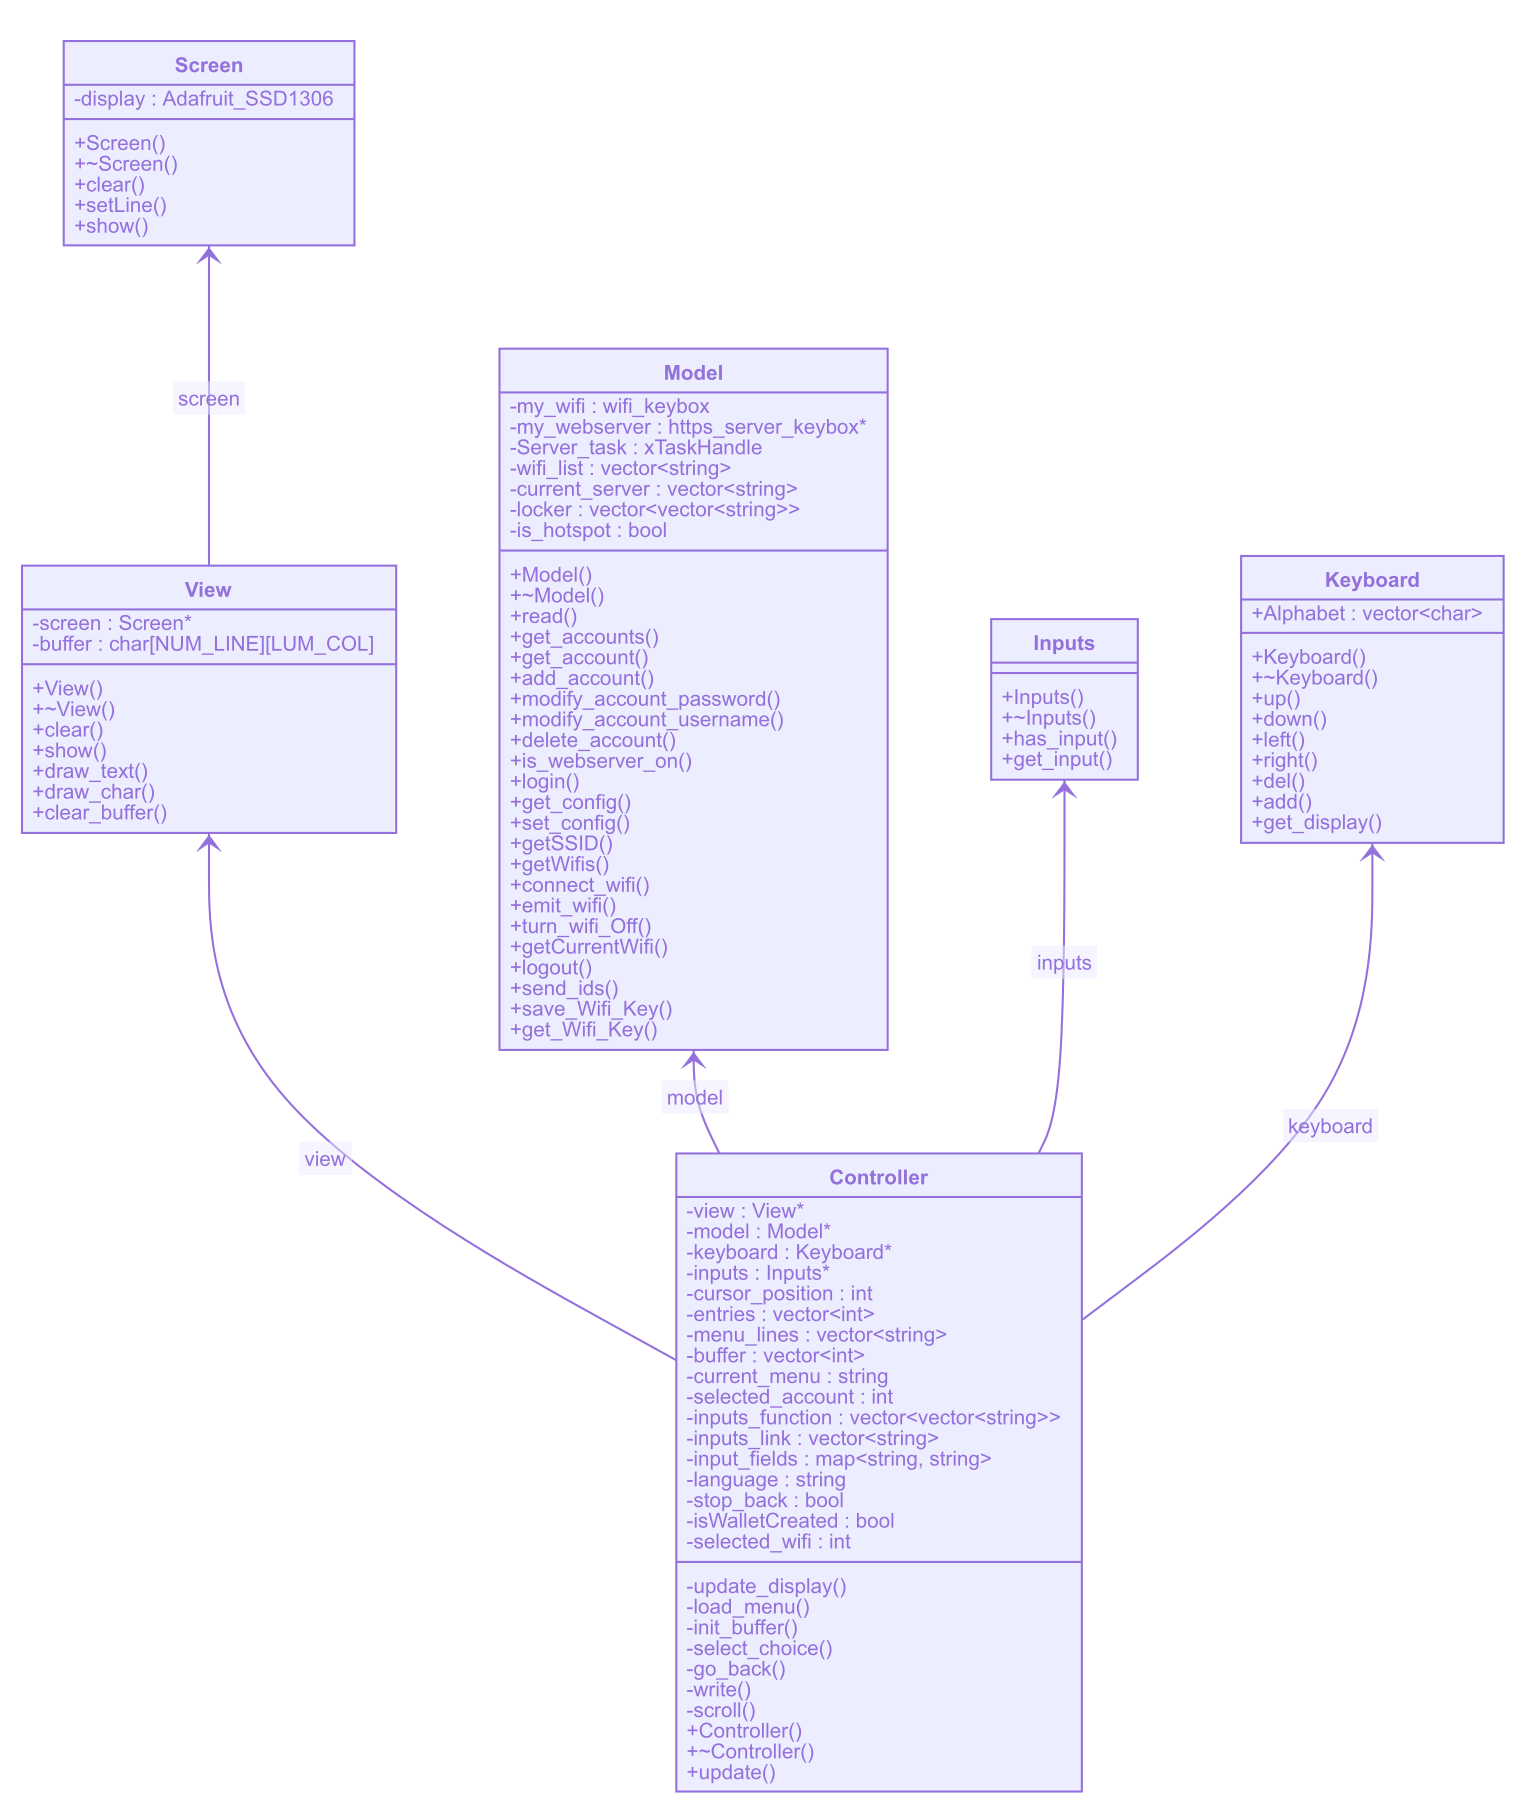 Screen
-display : Adafruit_SSD1306
+Screen()
+~Screen()
+clear()
+setLine()
+show()
screen
View
-screen : Screen*
-buffer : char[NUM_LINE][LUM_COL]
+View()
+~View()
+clear()
+show()
+draw_text()
+draw_char()
+clear_buffer()
Model
-my_wifi : wifi_keybox
-my_webserver : https_server_keybox*
-Server_task : xTaskHandle
-wifi_list : vector<string>
-current_server : vector<string>
-locker : vector<vector<string>>
-is_hotspot : bool
+Model()
+~Model()
+read()
+get_accounts()
+get_account()
+add_account()
+modify_account_password()
+modify_account_username()
+delete_account()
+is_webserver_on()
+login()
+get_config()
+set_config()
+getSSID()
+getWifis()
+connect_wifi()
+emit_wifi()
+turn_wifi_Off()
+getCurrentWifi()
+logout()
+send_ids()
+save_Wifi_Key()
+get_Wifi_Key()
Inputs
+Inputs()
+~Inputs()
+has_input()
+get_input()
Keyboard
+Alphabet : vector<char>
+Keyboard()
+~Keyboard()
+up()
+down()
+left()
+right()
+del()
+add()
+get_display()
view
model
inputs
keyboard
Controller
-view : View*
-model : Model*
-keyboard : Keyboard*
-inputs : Inputs*
-cursor_position : int
-entries : vector<int>
-menu_lines : vector<string>
-buffer : vector<int>
-current_menu : string
-selected_account : int
-inputs_function : vector<vector<string>>
-inputs_link : vector<string>
-input_fields : map<string, string>
-language : string
-stop_back : bool
-isWalletCreated : bool
-selected_wifi : int
-update_display()
-load_menu()
-init_buffer()
-select_choice()
-go_back()
-write()
-scroll()
+Controller()
+~Controller()
+update()